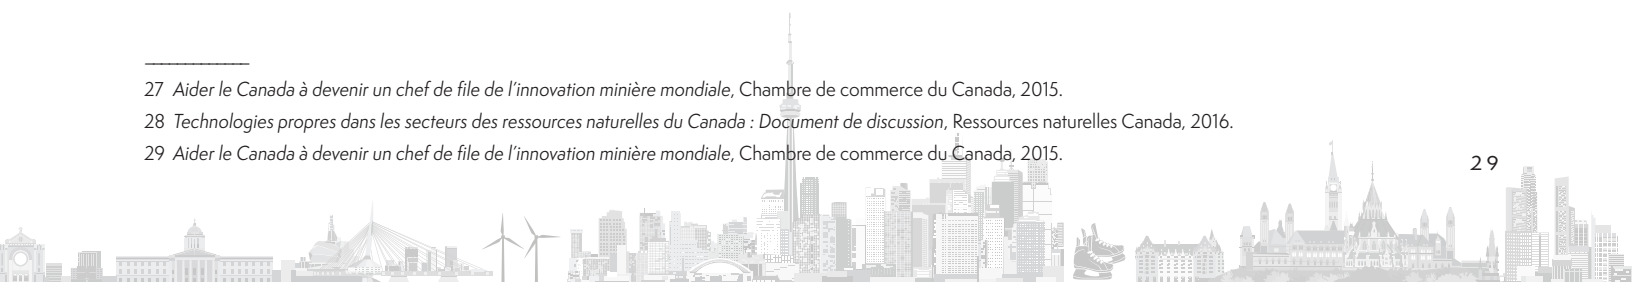 27 Aider le Canada à devenir un chef de file de l'innovation minière mondiale, Chambre de commerce du Canada, 2015.
28 Technologies propres dans les secteurs des ressources naturelles du Canada : Document de discussion, Ressources naturelles Canada, 2016.
29 Aider le Canada à devenir un chef de file de l'innovation minière mondiale, Chambre de commerce du Canada, 2015.
29